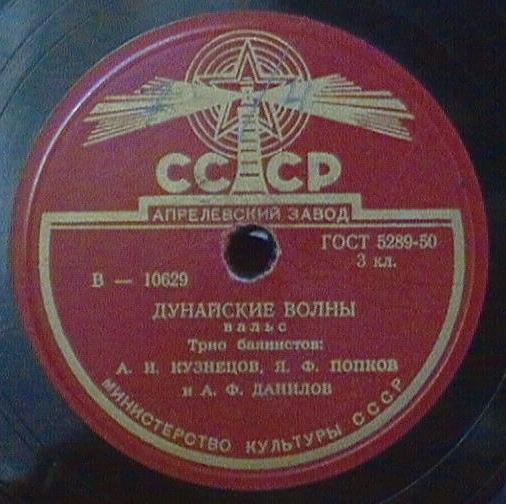 СССР
АПРЕЛЕВСКИЙ ЗАВОД
ГОСТ 5289-50
3 кл.
В — 10629
ДУНАЙСКИЕ ВОЛНЫ
вальс
Трио баянистов:
А. И. КУЗНЕЦОВ, Я. Ф. ПОПКОВ
и А. Ф. ДАНИЛОВ
МИНИСТЕРСТВО КУЛЬТУРЫ СССР